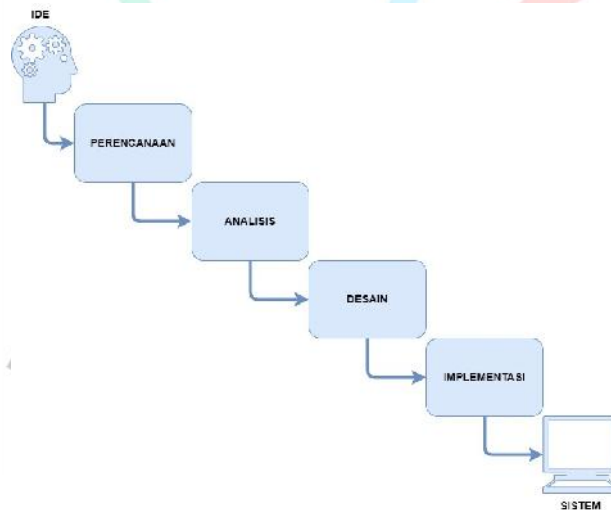 IDE
PERENCANAAN
ANALISIS
DESAIN
IMPLEMENTASI
SISTEM